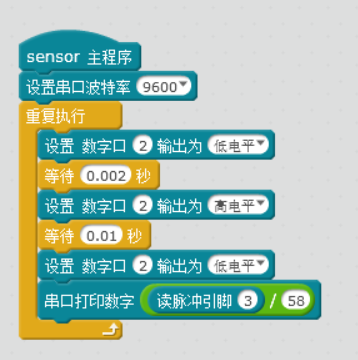 sensor 主程序
设置串口波特率 9600
重复执行
设置 数字口 2 输出为 低电平
等待 0.002 秒
设置 数字口 2 输出为 高电平
等待 0.01 秒
设置 数字口 2 输出为 低电平
串口打印数字 读脉冲引脚 3 / 58